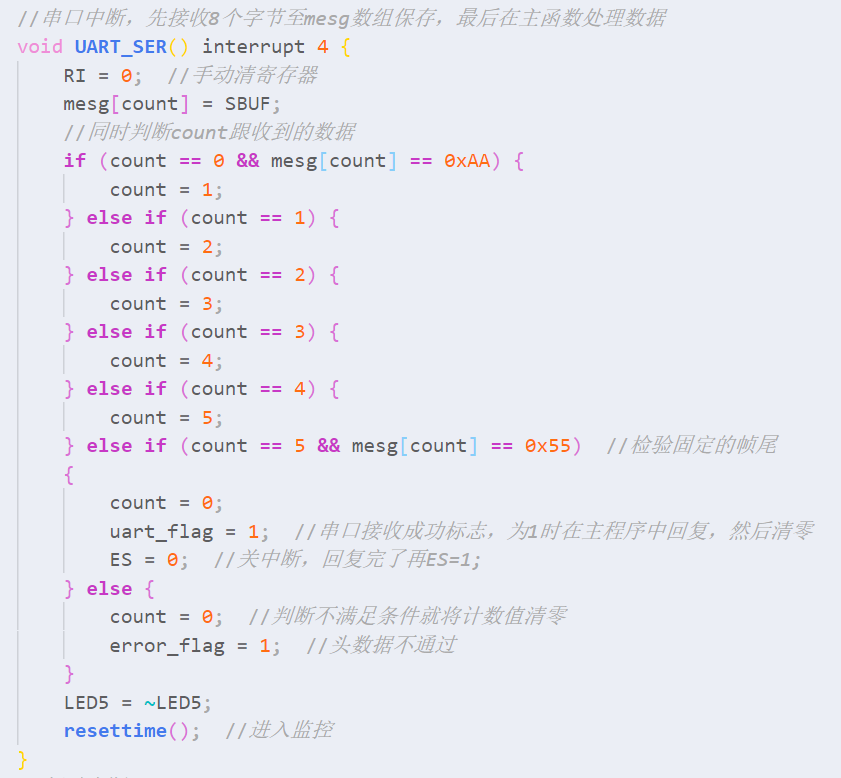 //串口中断，先接收8个字节至mesg数组保存，最后在主函数处理数据
void UART_SER() interrupt 4 {
    RI = 0;  //手动清寄存器
    mesg[count] = SBUF;
    //同时判断count跟收到的数据
    if (count == 0 && mesg[count] == 0xAA) {
        count = 1;
    } else if (count == 1) {
        count = 2;
    } else if (count == 2) {
        count = 3;
    } else if (count == 3) {
        count = 4;
    } else if (count == 4) {
        count = 5;
    } else if (count == 5 && mesg[count] == 0x55)  //检验固定的帧尾
    {
        count = 0;
        uart_flag = 1;  //串口接收成功标志，为1时在主程序中回复，然后清零
        ES = 0;  //关中断，回复完了再ES=1;
    } else {
        count = 0;  //判断不满足条件就将计数值清零
        error_flag = 1;  //头数据不通过
    }
    LED5 = ~LED5;
    resettime();  //进入监控
}